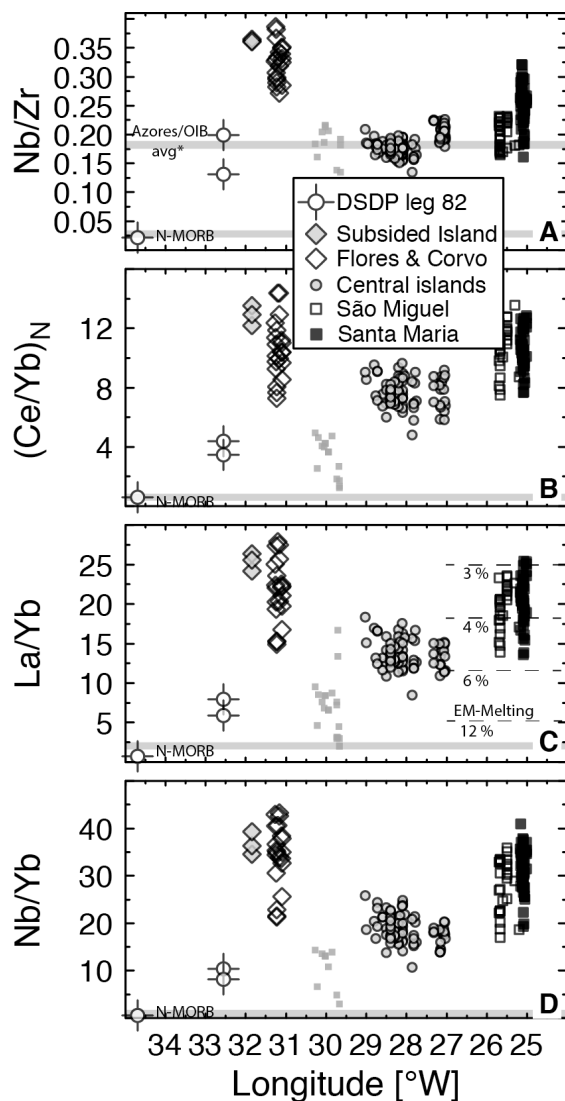 Nb/Zr
0.35
0.30
0.25
0.20
0.15
0.10
0.05
Azores/OIB
avg*
N-MORB
A
DSDP leg 82
Subsided Island
Flores & Corvo
Central islands
São Miguel
Santa Maria
(Ce/Yb)N
12
8
4
N-MORB
B
La/Yb
25
20
15
10
5
3 %
4 %
6 %
EM-Melting
12 %
N-MORB
C
Nb/Yb
40
30
20
10
N-MORB
D
34 33 32 31 30 29 28 27 26 25
Longitude [°W]